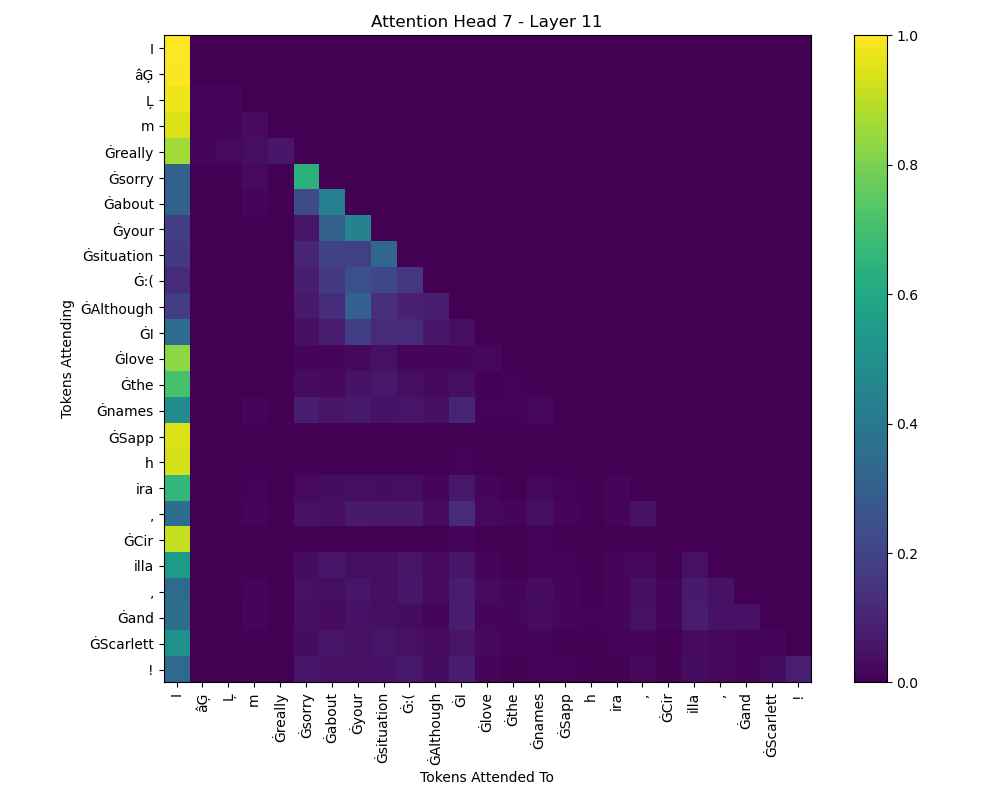 Attention Head 7 - Layer 11
Tokens Attending
I
âĢ
Ļ
m
Ġreally
Ġsorry
Ġabout
Ġyour
Ġsituation
Ġ:(
ĠAlthough
ĠI
Ġlove
Ġthe
Ġnames
ĠSapp
h
ira
,
ĠCir
illa
,
Ġand
ĠScarlett
!
I
âĢ
Ļ
m
Ġreally
Ġsorry
Ġabout
Ġyour
Ġsituation
Ġ:(
ĠAlthough
ĠI
Ġlove
Ġthe
Ġnames
ĠSapp
h
ira
,
ĠCir
illa
,
Ġand
ĠScarlett
!
Tokens Attended To
1.0
0.8
0.6
0.4
0.2
0.0